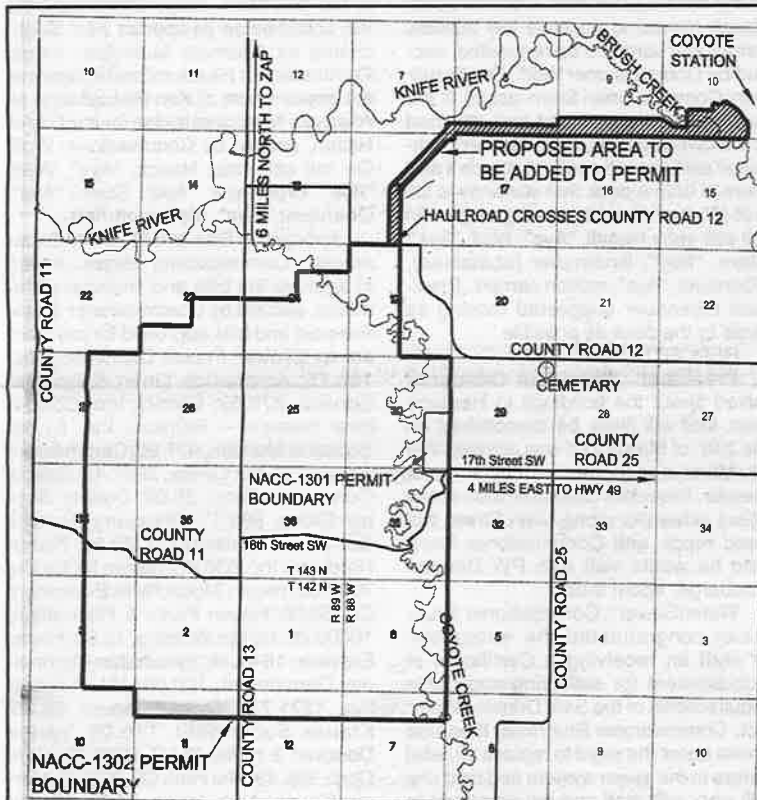 COYOTE
STATION
BRUSH CREEK
10
11
12
7
9
10
KNIFE RIVER
6 MILES NORTH TO ZAP
PROPOSED AREA TO
BE ADDED TO PERMIT
15
14
16
15
HAULROAD CROSSES COUNTY ROAD 12
KNIFE RIVER
COUNTY ROAD 11
22
20
21
22
COUNTY ROAD 12
CEMETARY
26
25
29
28
27
COUNTY
ROAD 25
17th Street SW
4 MILES EAST TO HWY 49
NACC-1301 PERMIT
BOUNDARY
35
36
32
33
34
COUNTY
ROAD 11
18th Street SW
T 143 N
T 142 N
R 89 W
R 88 W
2
1
6
5
3
COUNTY ROAD 13
COYOTE CREEK
COUNTY ROAD 25
10
12
7
9
10
NACC-1302 PERMIT
BOUNDARY